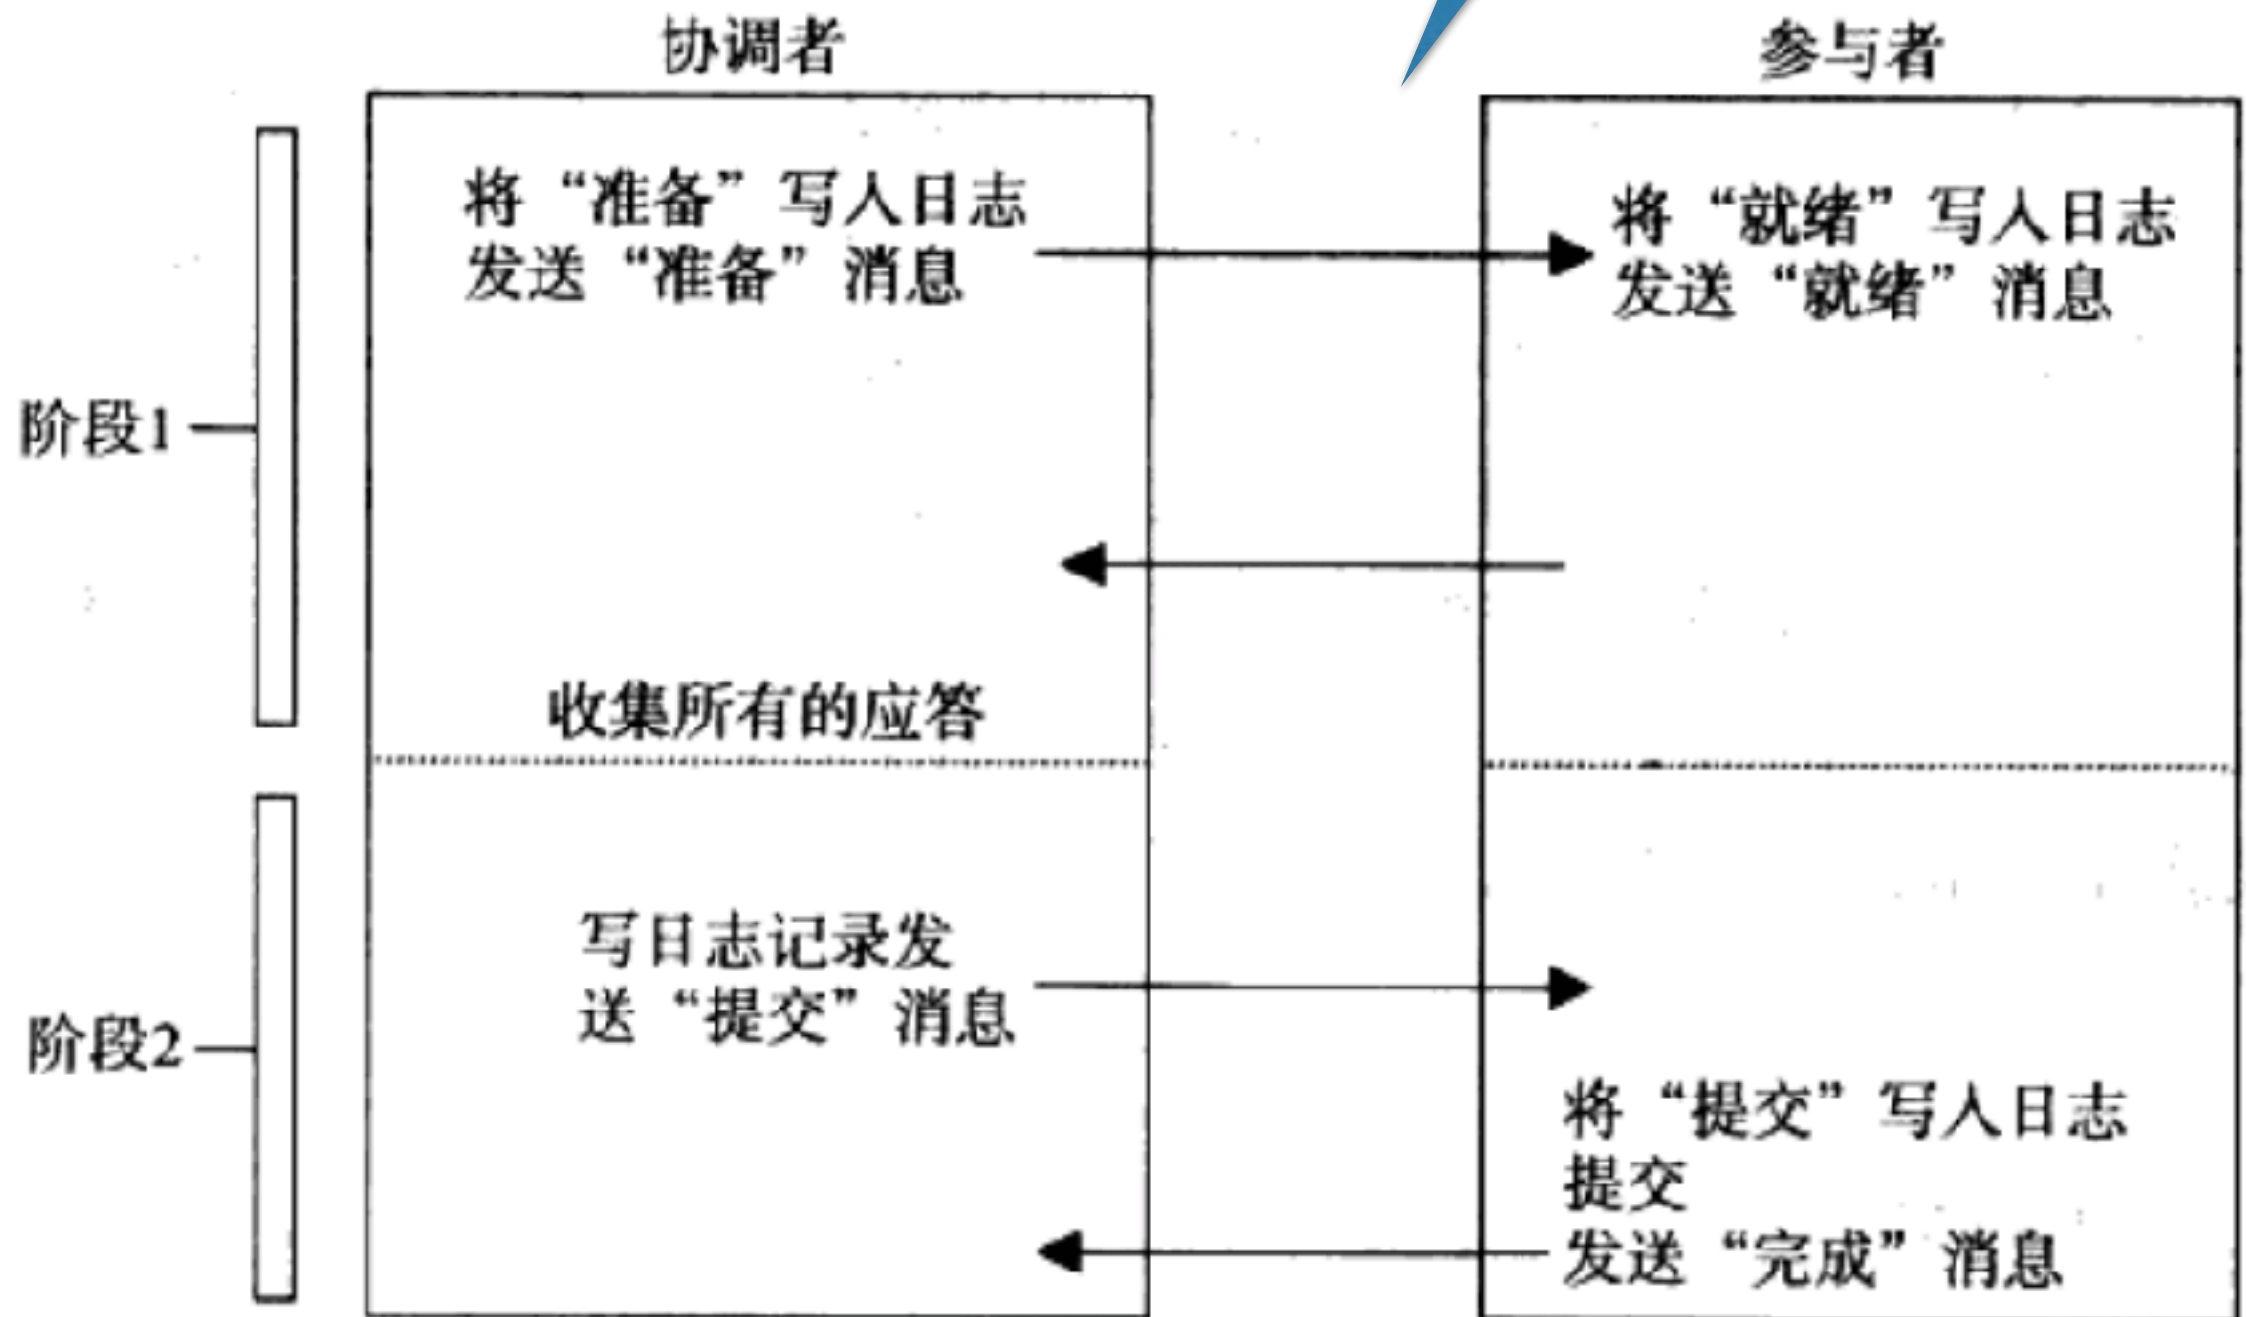 协调者
参与者
将“准备”写入日志
发送“准备”消息
将“就绪”写入日志
发送“就绪”消息
阶段1
收集所有的应答
写日志记录发
送“提交”消息
阶段2
将“提交”写入日志
提交
发送“完成”消息